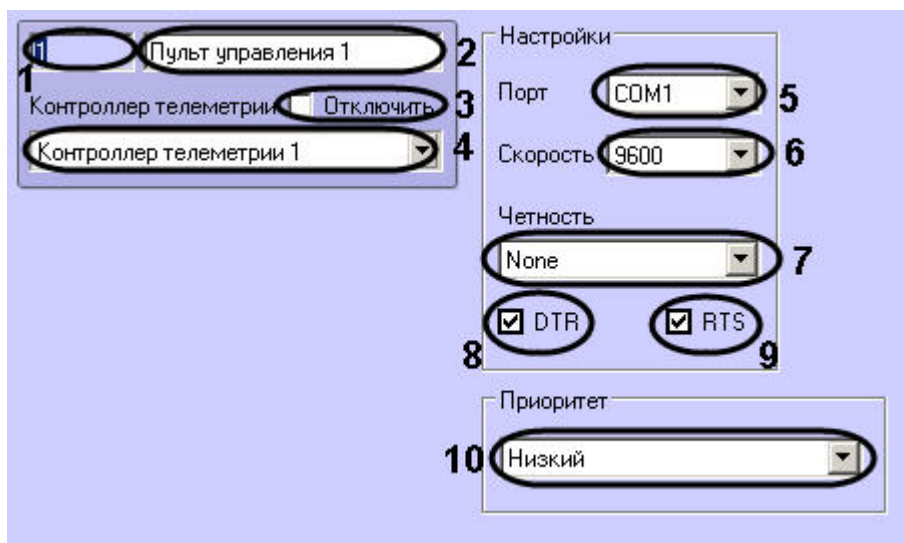 1 Пульт управления 1 2
1
Контроллер телеметрии Отключить 3
Контроллер телеметрии 1 4
Настройки
Порт COM1 5
Скорость 9600 6
Четность
None 7
DTR RTS
8 9
Приоритет
10 Низкий